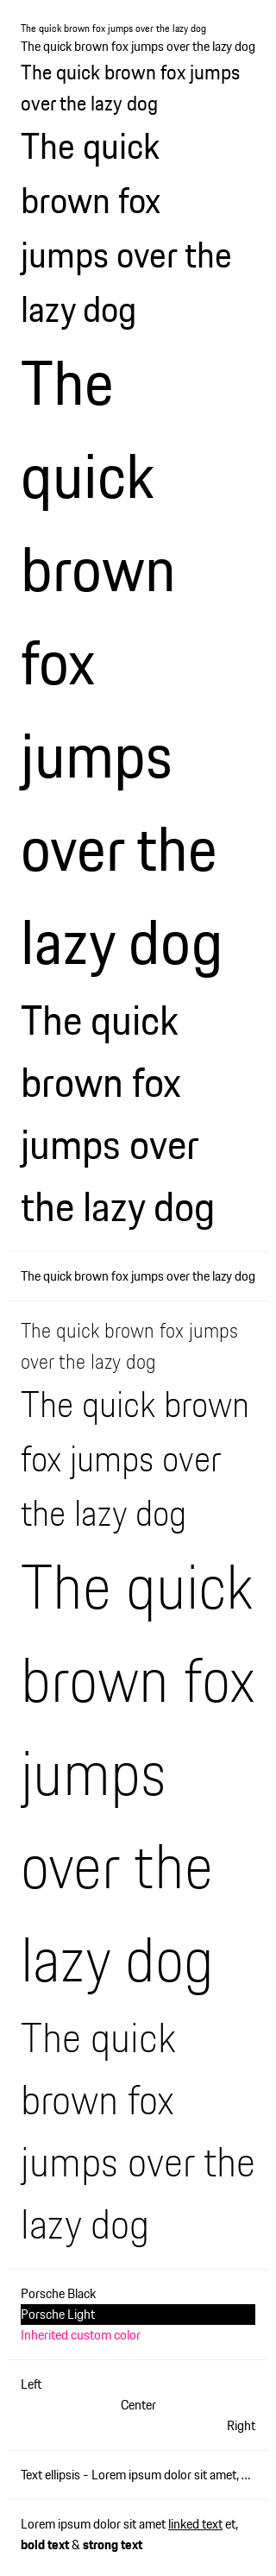 The quick brown fox jumps over the lazy dog
The quick brown fox jumps over the lazy dog
The quick brown fox jumps
over the lazy dog
The quick
brown fox
jumps over the
lazy dog
The
quick
brown
fox
jumps
over the
lazy dog
The quick
brown fox
jumps over
the lazy dog
The quick brown fox jumps over the lazy dog
The quick brown fox jumps
over the lazy dog
The quick brown
fox jumps over
the lazy dog
The quick
brown fox
jumps
over the
lazy dog
The quick
brown fox
jumps over the
lazy dog
Porsche Black
Porsche Light
Inherited custom color
Left
Center
Right
Text ellipsis - Lorem ipsum dolor sit amet, ...
Lorem ipsum dolor sit amet linked text et,
bold text & strong text